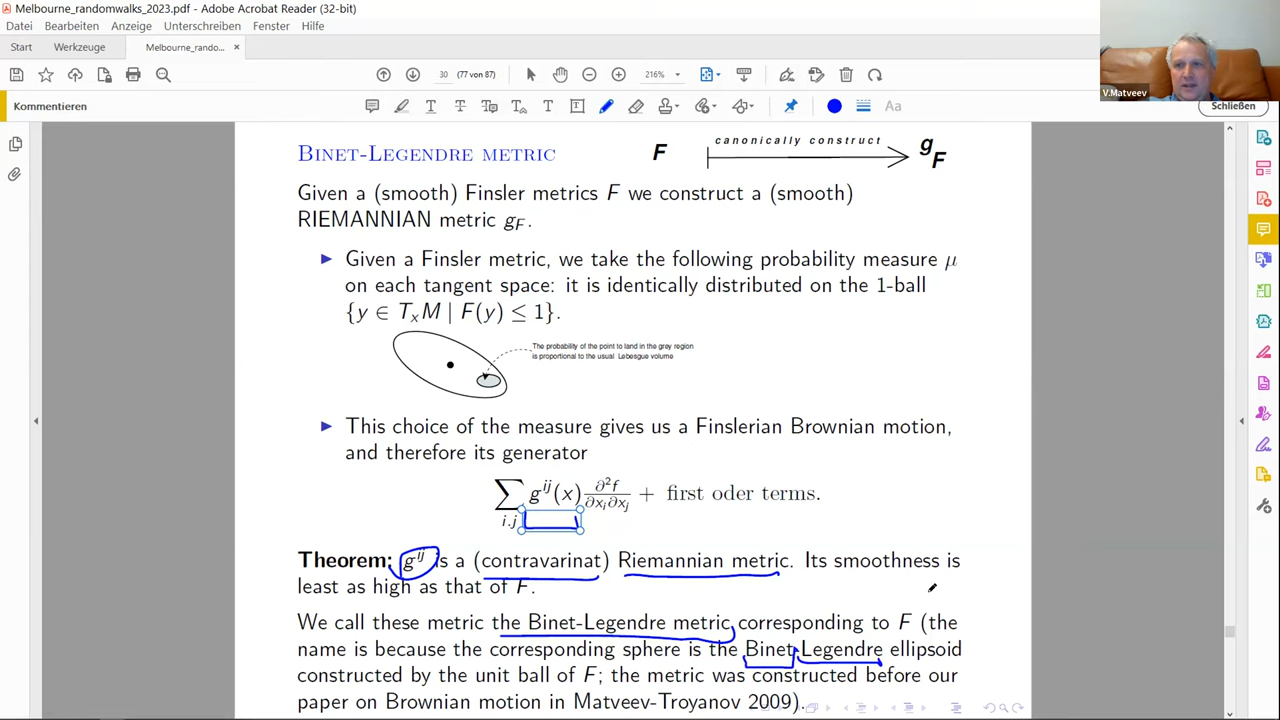 Melbourne_randomwalks_2023.pdf - Adobe Acrobat Reader (32-bit)
Datei Bearbeiten Anzeige Unterschreiben Fenster Hilfe
Start Werkzeuge Melbourne_rando... ×
30 (77 von 87) 216%
V.Matveev
Kommentieren Aa Schließen
BINET-LEGENDRE METRIC F canonically construct g_F
Given a (smooth) Finsler metrics F we construct a (smooth)
RIEMANNIAN metric g_F.
▶ Given a Finsler metric, we take the following probability measure μ
on each tangent space: it is identically distributed on the 1-ball
{y ∈ T_xM | F(y) ≤ 1}.
The probability of the point to land in the grey region
is proportional to the usual Lebesgue volume
▶ This choice of the measure gives us a Finslerian Brownian motion,
and therefore its generator
∑_{i,j} g^{ij}(x) ∂²f/∂x_i∂x_j + first oder terms.
Theorem: g^{ij} is a (contravarinat) Riemannian metric. Its smoothness is
least as high as that of F.
We call these metric the Binet-Legendre metric corresponding to F (the
name is because the corresponding sphere is the Binet-Legendre ellipsoid
constructed by the unit ball of F; the metric was constructed before our
paper on Brownian motion in Matveev-Troyanov 2009).